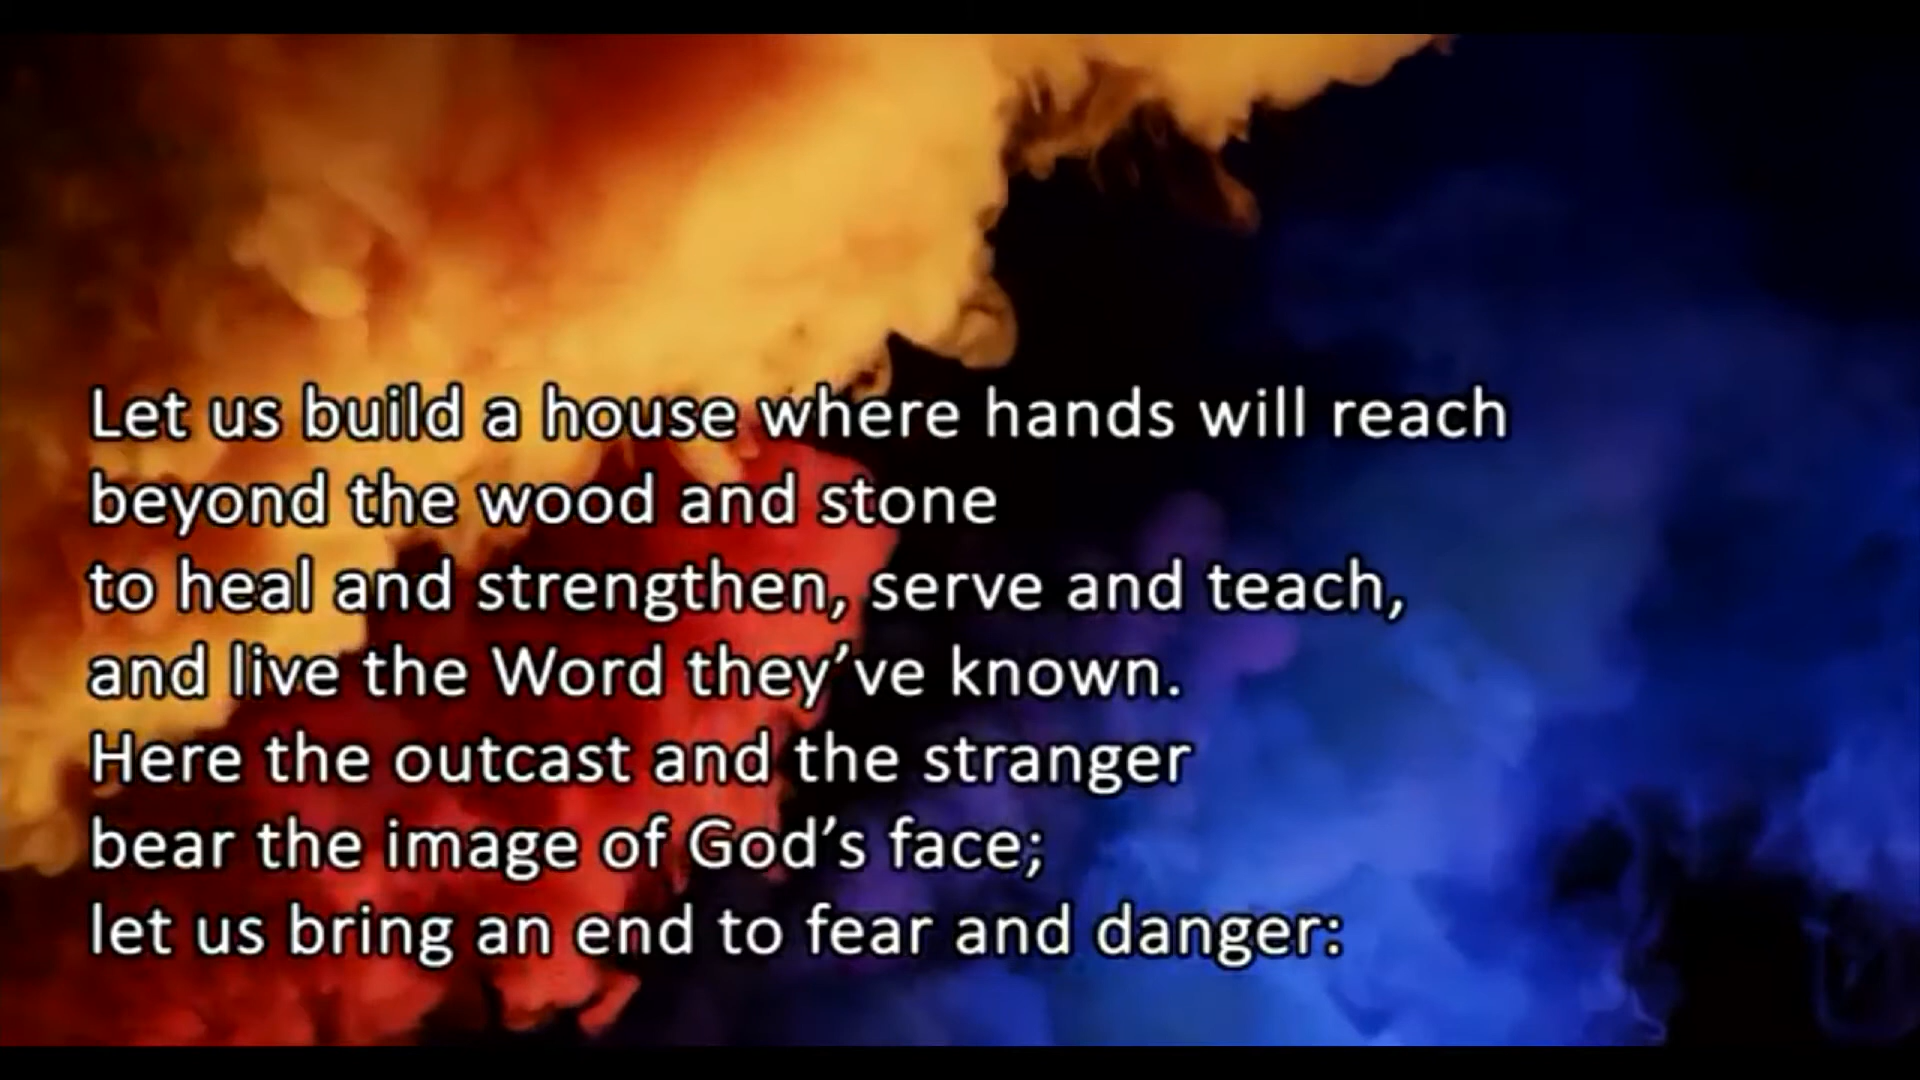 Let us build a house where hands will reach
beyond the wood and stone
to heal and strengthen, serve and teach,
and live the Word they’ve known.
Here the outcast and the stranger
bear the image of God’s face;
let us bring an end to fear and danger: